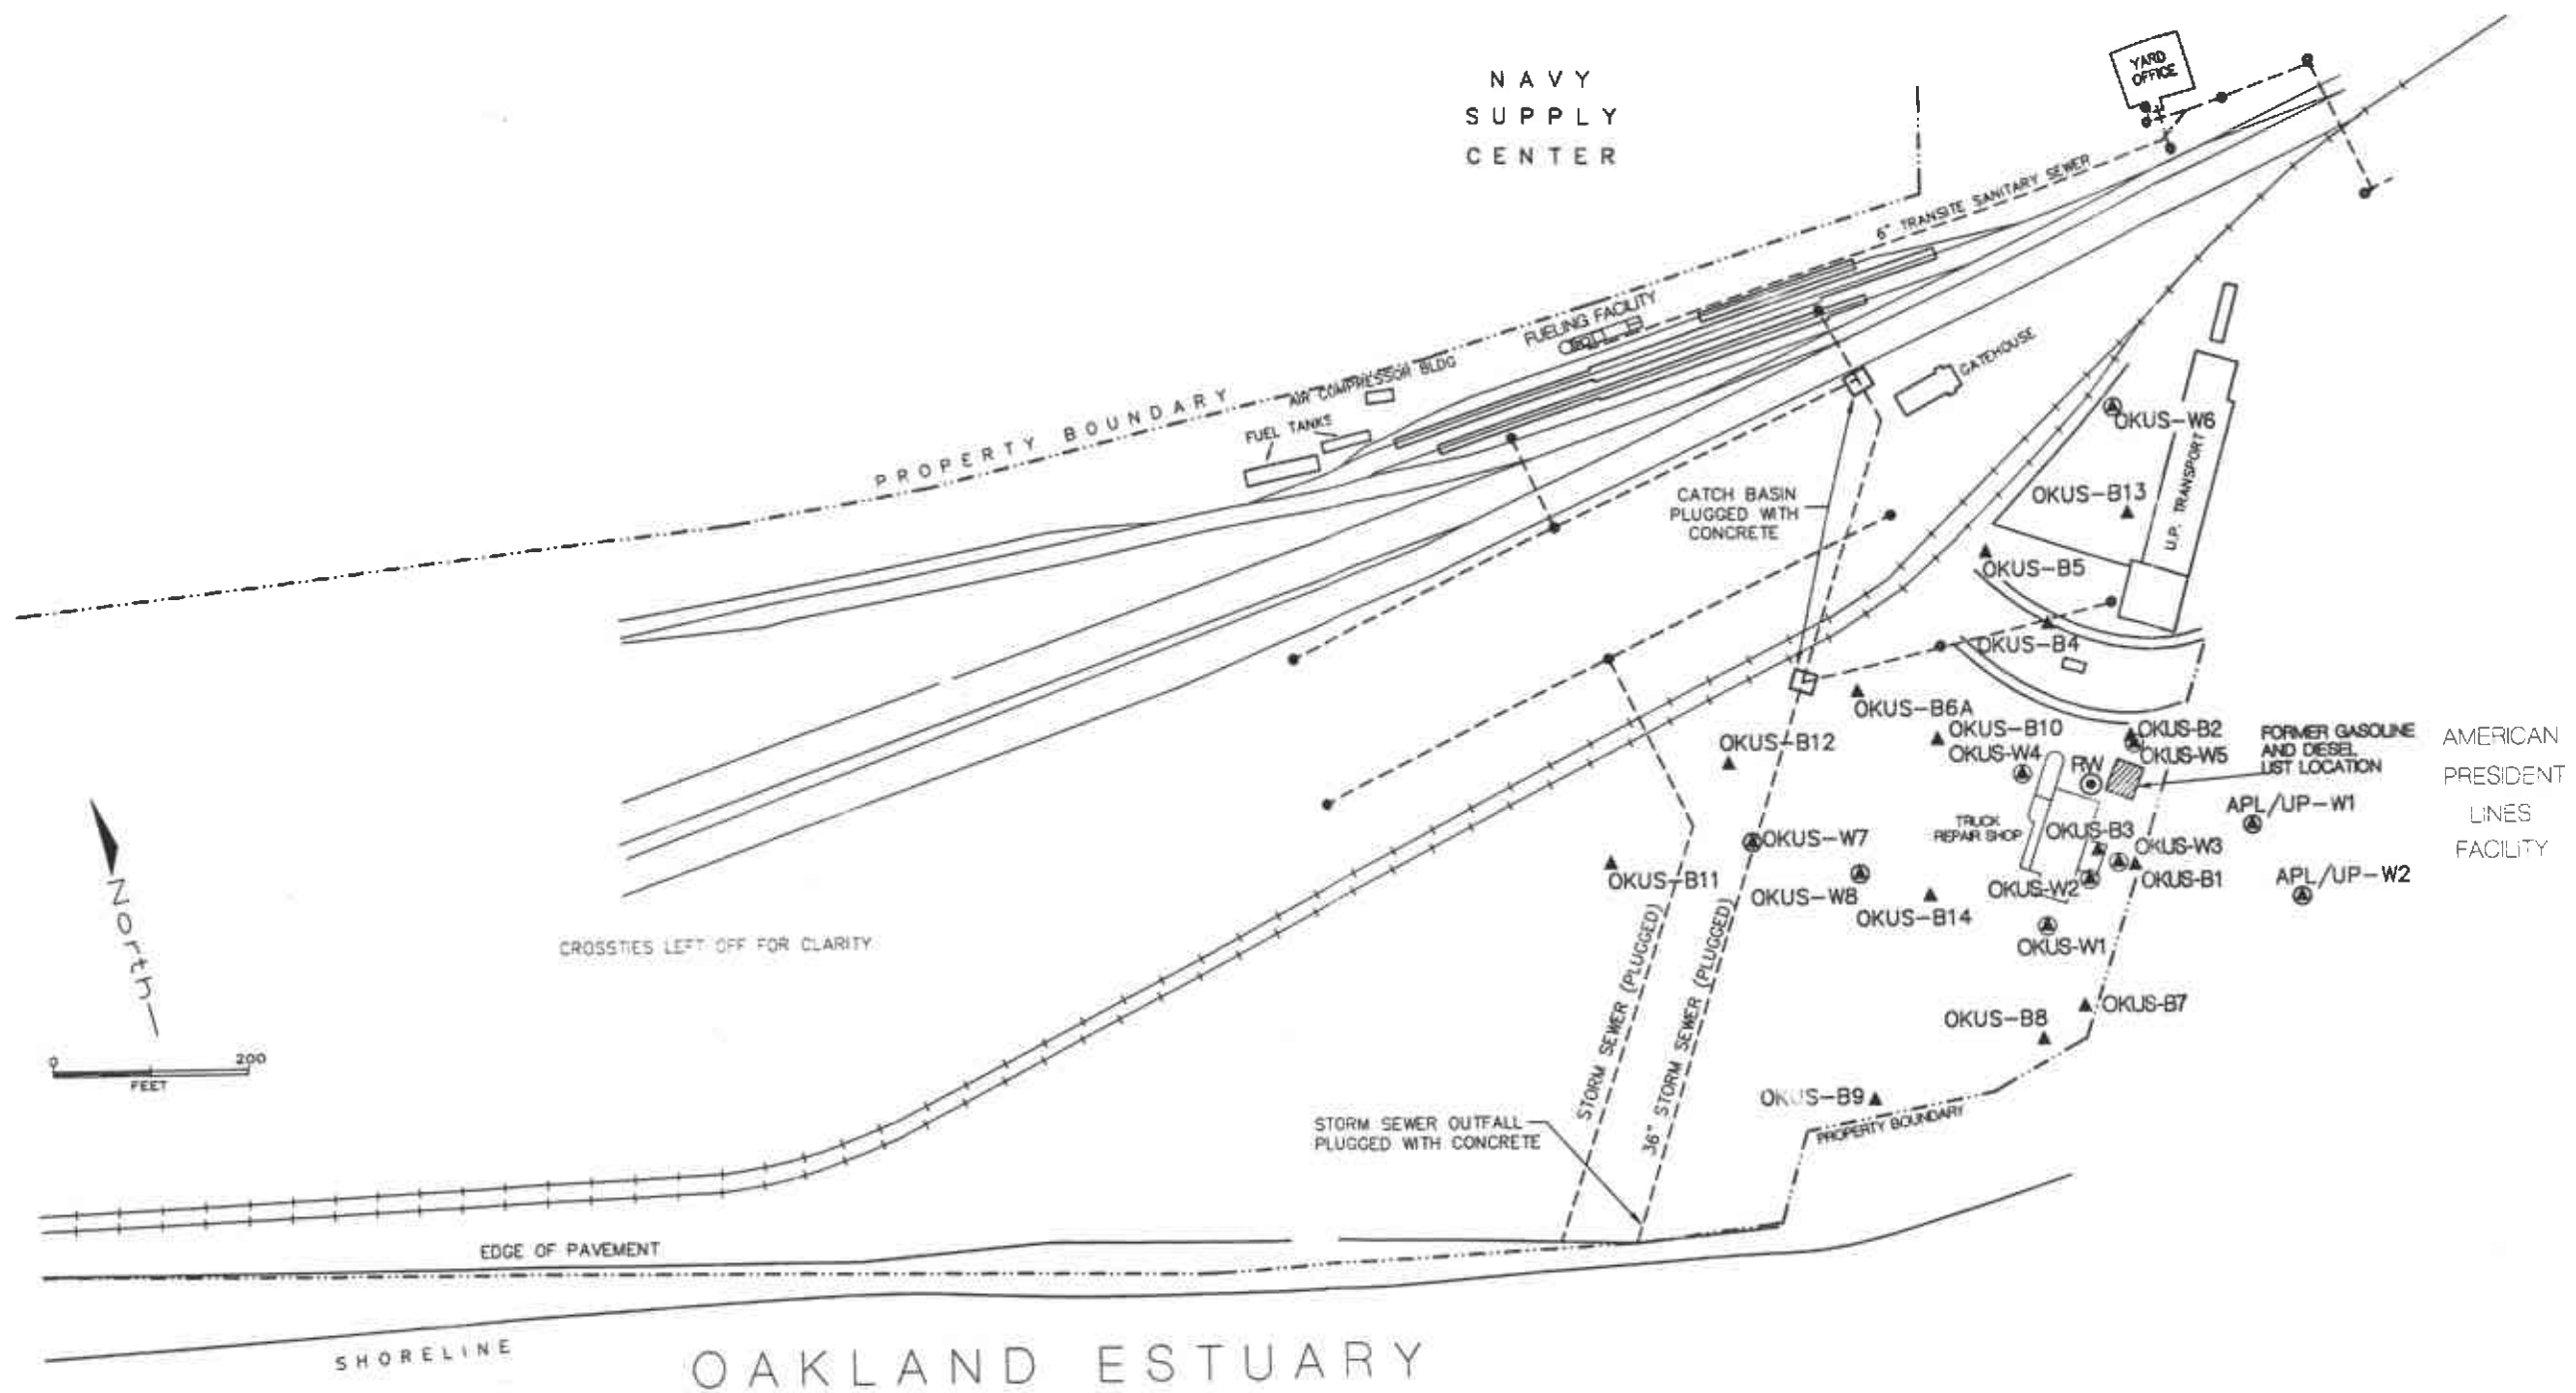 NAVY
SUPPLY
CENTER
YARD
OFFICE
6" TRANSITE SANITARY SEWER
FUELING FACILITY
AIR COMPRESSOR BLDG
GATEHOUSE
PROPERTY BOUNDARY
FUEL TANKS
OKUS-W6
U.P. TRANSPORT
CATCH BASIN
PLUGGED WITH
CONCRETE
OKUS-B13
OKUS-B5
OKUS-B4
OKUS-B6A
OKUS-B10
OKUS-B2
OKUS-B12
OKUS-W4
OKUS-W5
RW
FORMER GASOLINE
AND DIESEL
UST LOCATION
AMERICAN
PRESIDENT
LINES
FACILITY
APL/UP-W1
TRUCK
REPAIR SHOP
OKUS-B3
OKUS-W7
OKUS-W3
OKUS-B11
OKUS-W8
OKUS-W2
OKUS-B1
APL/UP-W2
OKUS-B14
OKUS-W1
North
CROSSTIES LEFT OFF FOR CLARITY
STORM SEWER (PLUGGED)
36" STORM SEWER (PLUGGED)
OKUS-B7
OKUS-B8
0 200
FEET
OKUS-B9
PROPERTY BOUNDARY
STORM SEWER OUTFALL
PLUGGED WITH CONCRETE
EDGE OF PAVEMENT
SHORELINE
OAKLAND ESTUARY